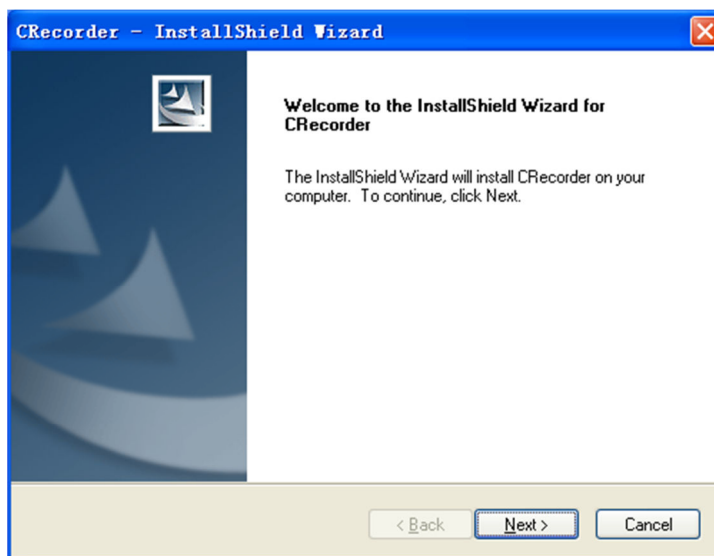 CRecorder - InstallShield Wizard
Welcome to the InstallShield Wizard for
CRecorder
The InstallShield Wizard will install CRecorder on your
computer. To continue, click Next.
< Back Next > Cancel